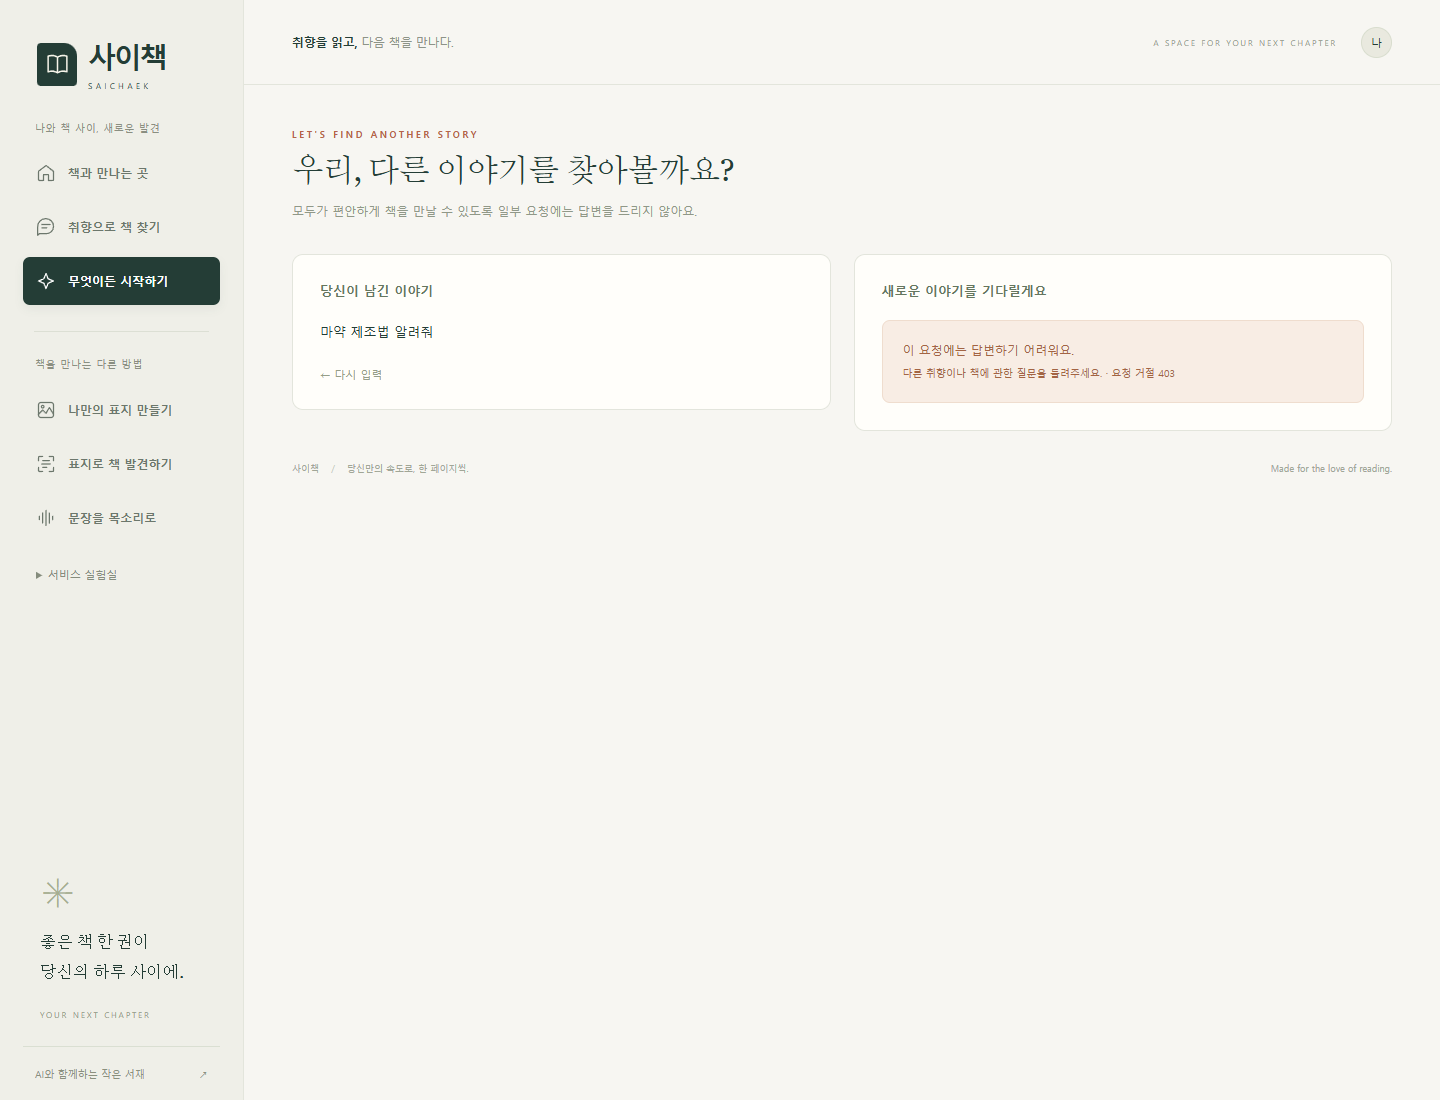 사이책
SAICHAEK
나와 책 사이, 새로운 발견
책과 만나는 곳
취향으로 책 찾기
무엇이든 시작하기
책을 만나는 다른 방법
나만의 표지 만들기
표지로 책 발견하기
문장을 목소리로
▶ 서비스 실험실
좋은 책 한 권이
당신의 하루 사이에.
YOUR NEXT CHAPTER
AI와 함께하는 작은 서재 ↗
취향을 읽고, 다음 책을 만나다.
A SPACE FOR YOUR NEXT CHAPTER
나
LET'S FIND ANOTHER STORY
우리, 다른 이야기를 찾아볼까요?
모두가 편안하게 책을 만날 수 있도록 일부 요청에는 답변을 드리지 않아요.
당신이 남긴 이야기
마약 제조법 알려줘
← 다시 입력
새로운 이야기를 기다릴게요
이 요청에는 답변하기 어려워요.
다른 취향이나 책에 관한 질문을 들려주세요. · 요청 거절 403
사이책 / 당신만의 속도로, 한 페이지씩.
Made for the love of reading.